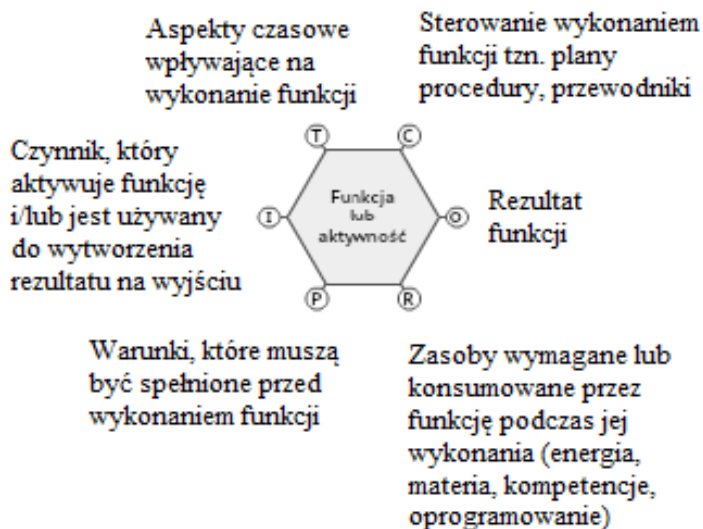 Aspekty czasowe
wpływające na
wykonanie funkcji
Sterowanie wykonaniem
funkcji tzn. plany
procedury, przewodniki
Czynnik, który
aktywuje funkcję
i/lub jest używany
do wytworzenia
rezultatu na wyjściu
T
C
I
Funkcja
lub
aktywność
O
P
R
Rezultat
funkcji
Warunki, które muszą
być spełnione przed
wykonaniem funkcji
Zasoby wymagane lub
konsumowane przez
funkcję podczas jej
wykonania (energia,
materia, kompetencje,
oprogramowanie)